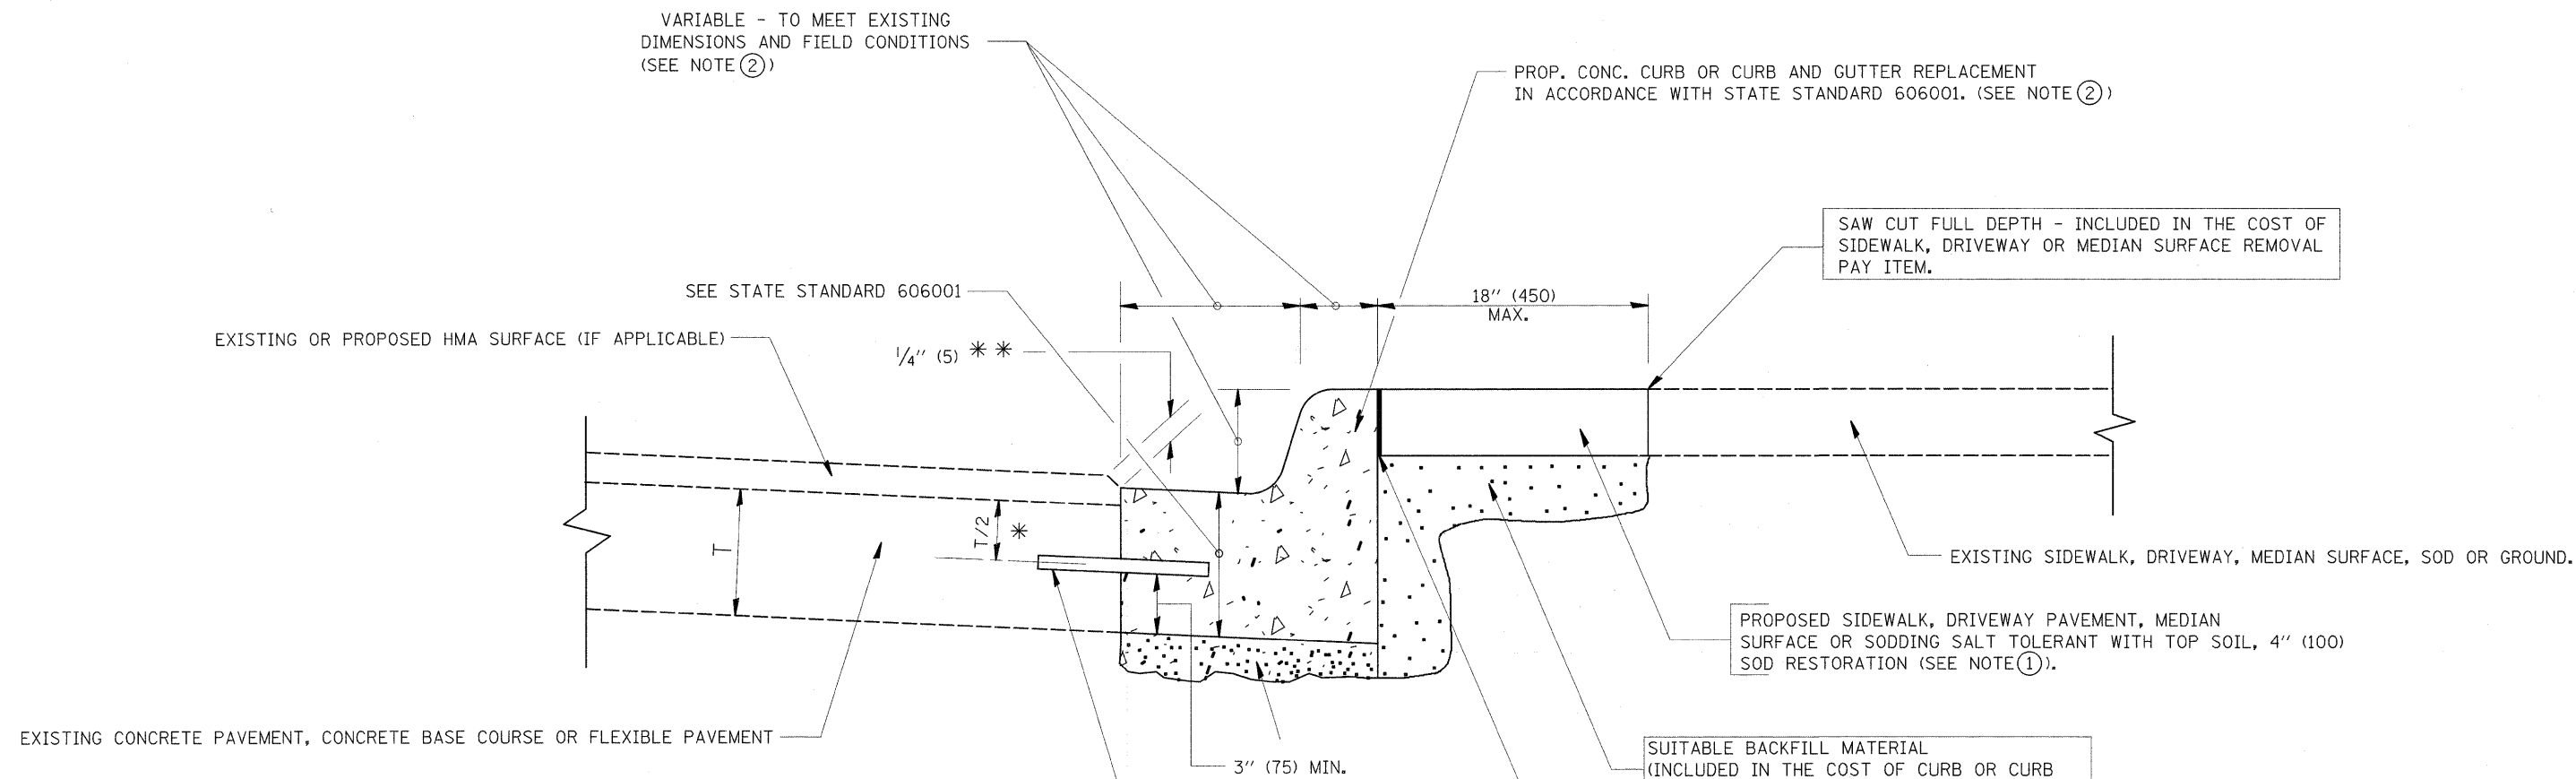 VARIABLE - TO MEET EXISTING
DIMENSIONS AND FIELD CONDITIONS
(SEE NOTE ②)
PROP. CONC. CURB OR CURB AND GUTTER REPLACEMENT
IN ACCORDANCE WITH STATE STANDARD 606001. (SEE NOTE ②)
SAW CUT FULL DEPTH - INCLUDED IN THE COST OF
SIDEWALK, DRIVEWAY OR MEDIAN SURFACE REMOVAL
PAY ITEM.
SEE STATE STANDARD 606001
18" (450)
MAX.
EXISTING OR PROPOSED HMA SURFACE (IF APPLICABLE)
1/4" (5) * *
T
T/2 *
EXISTING SIDEWALK, DRIVEWAY, MEDIAN SURFACE, SOD OR GROUND.
PROPOSED SIDEWALK, DRIVEWAY PAVEMENT, MEDIAN
SURFACE OR SODDING SALT TOLERANT WITH TOP SOIL, 4" (100)
SOD RESTORATION (SEE NOTE ①).
EXISTING CONCRETE PAVEMENT, CONCRETE BASE COURSE OR FLEXIBLE PAVEMENT
3" (75) MIN.
SUITABLE BACKFILL MATERIAL
(INCLUDED IN THE COST OF CURB OR CURB